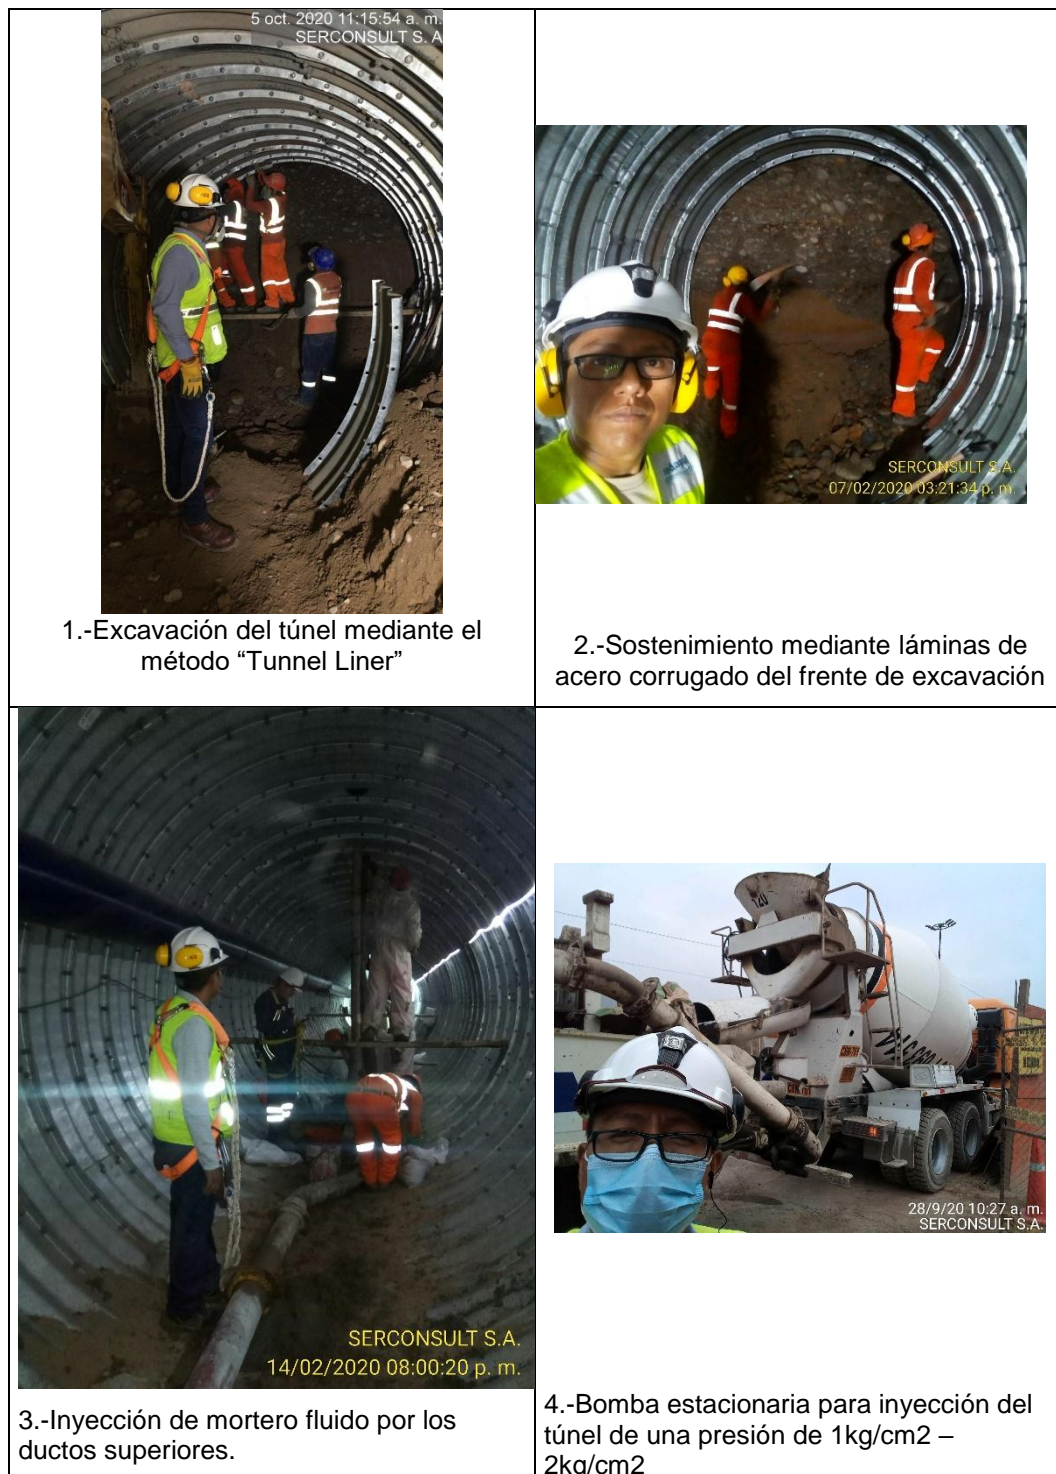 5 oct. 2020 11:15:54 a. m.
SERCONSULT S. A
1.-Excavación del túnel mediante el
método “Tunnel Liner”
SERCONSULT S.A.
07/02/2020 03:21:34 p. m.
2.-Sostenimiento mediante láminas de
acero corrugado del frente de excavación
SERCONSULT S.A.
14/02/2020 08:00:20 p. m.
3.-Inyección de mortero fluido por los
ductos superiores.
120
28/9/20 10:27 a. m.
SERCONSULT S.A.
4.-Bomba estacionaria para inyección del
túnel de una presión de 1kg/cm2 –
2kg/cm2